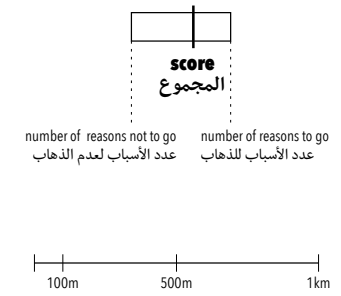 score
المجموع
number of reasons not to go
عدد الأسباب لعدم الذهاب
number of reasons to go
عدد الأسباب للذهاب
100m 500m 1km